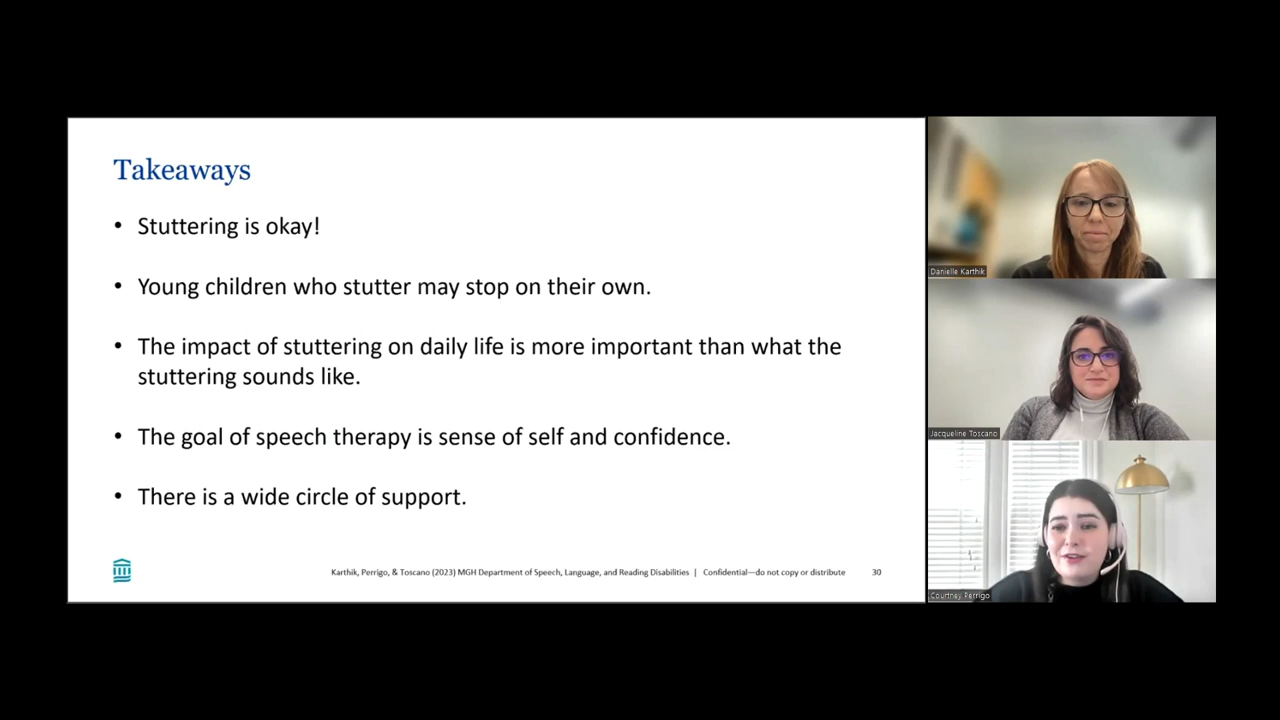 Takeaways
• Stuttering is okay!
• Young children who stutter may stop on their own.
• The impact of stuttering on daily life is more important than what the
stuttering sounds like.
• The goal of speech therapy is sense of self and confidence.
• There is a wide circle of support.
Karthik, Perrigo, & Toscano (2023) MGH Department of Speech, Language, and Reading Disabilities | Confidential—do not copy or distribute 30
Danielle Karthik
Jacqueline Toscano
Courtney Perrigo